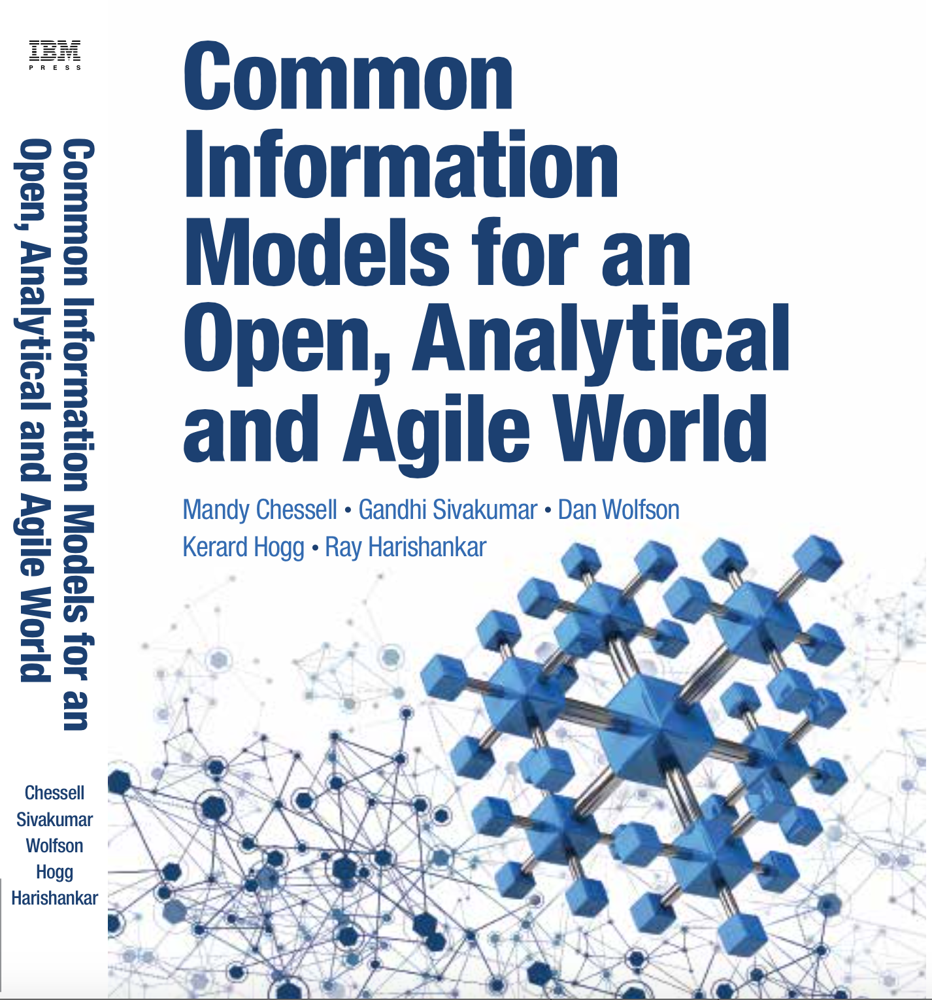 IBM
PRESS
Common Information Models for an
Open, Analytical and Agile World
Chessell
Sivakumar
Wolfson
Hogg
Harishankar
Common
Information
Models for an
Open, Analytical
and Agile World
Mandy Chessell • Gandhi Sivakumar • Dan Wolfson
Kerard Hogg • Ray Harishankar